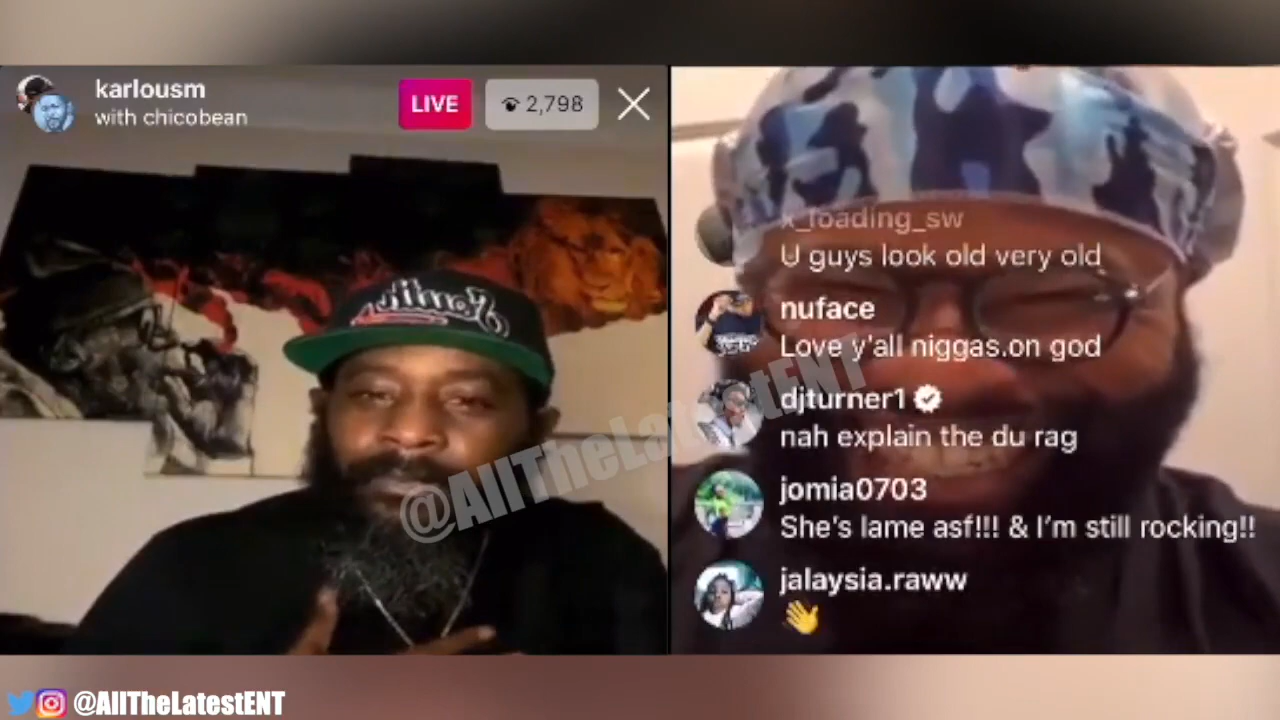 karlousm
with chicobean
LIVE
2,798
x_loading_sw
U guys look old very old
nuface
Love y'all niggas.on god
djturner1
nah explain the du rag
jomia0703
She's lame asf!!! & I'm still rocking!!
jalaysia.raww
@AllTheLatestENT
@AllTheLatestENT